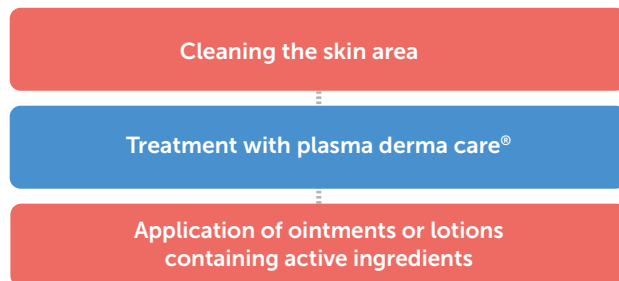 Cleaning the skin area
Treatment with plasma derma care®
Application of ointments or lotions
containing active ingredients